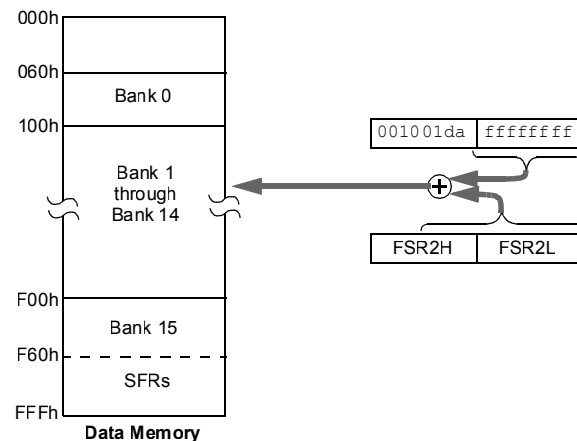 000h
060h
Bank 0
100h
001001da ffffffff
Bank 1
through
Bank 14
FSR2H FSR2L
F00h
Bank 15
F60h
SFRs
FFFh
Data Memory